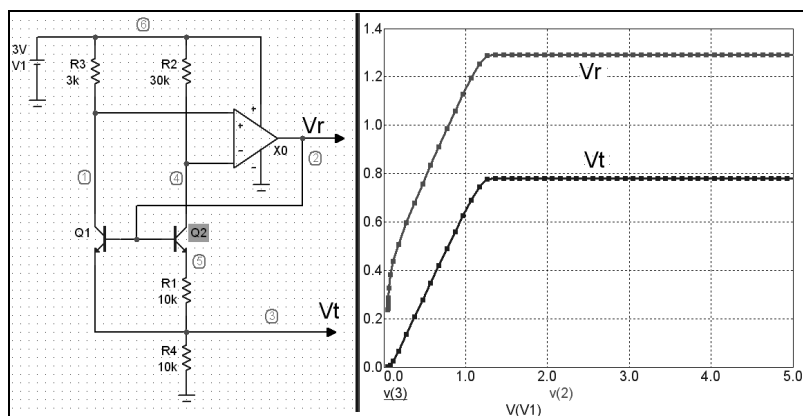 6
3V
V1
R3
3k
R2
30k
+
+
-
-
X0
Vr
2
1
4
Q1
Q2
5
R1
10k
3
Vt
R4
10k
1.4
1.2
1.0
0.8
0.6
0.4
0.2
0.0
Vr
Vt
0.0
1.0
2.0
3.0
4.0
5.0
v(3)
v(2)
V(V1)